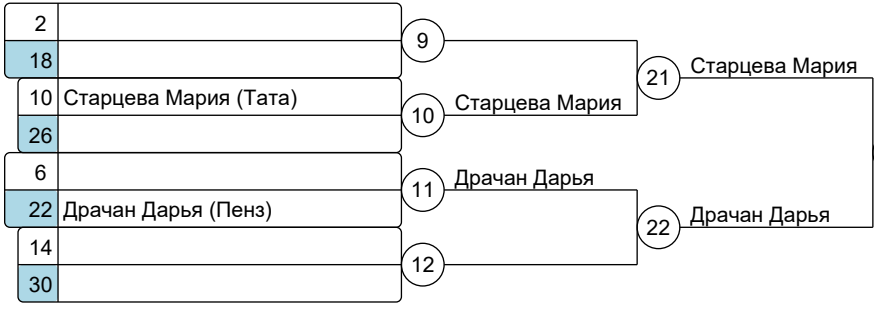 2
9
18
21 Старцева Мария
10 Старцева Мария (Тата)
10 Старцева Мария
26
6
11 Драчан Дарья
22 Драчан Дарья (Пенз)
22 Драчан Дарья
14
12
30